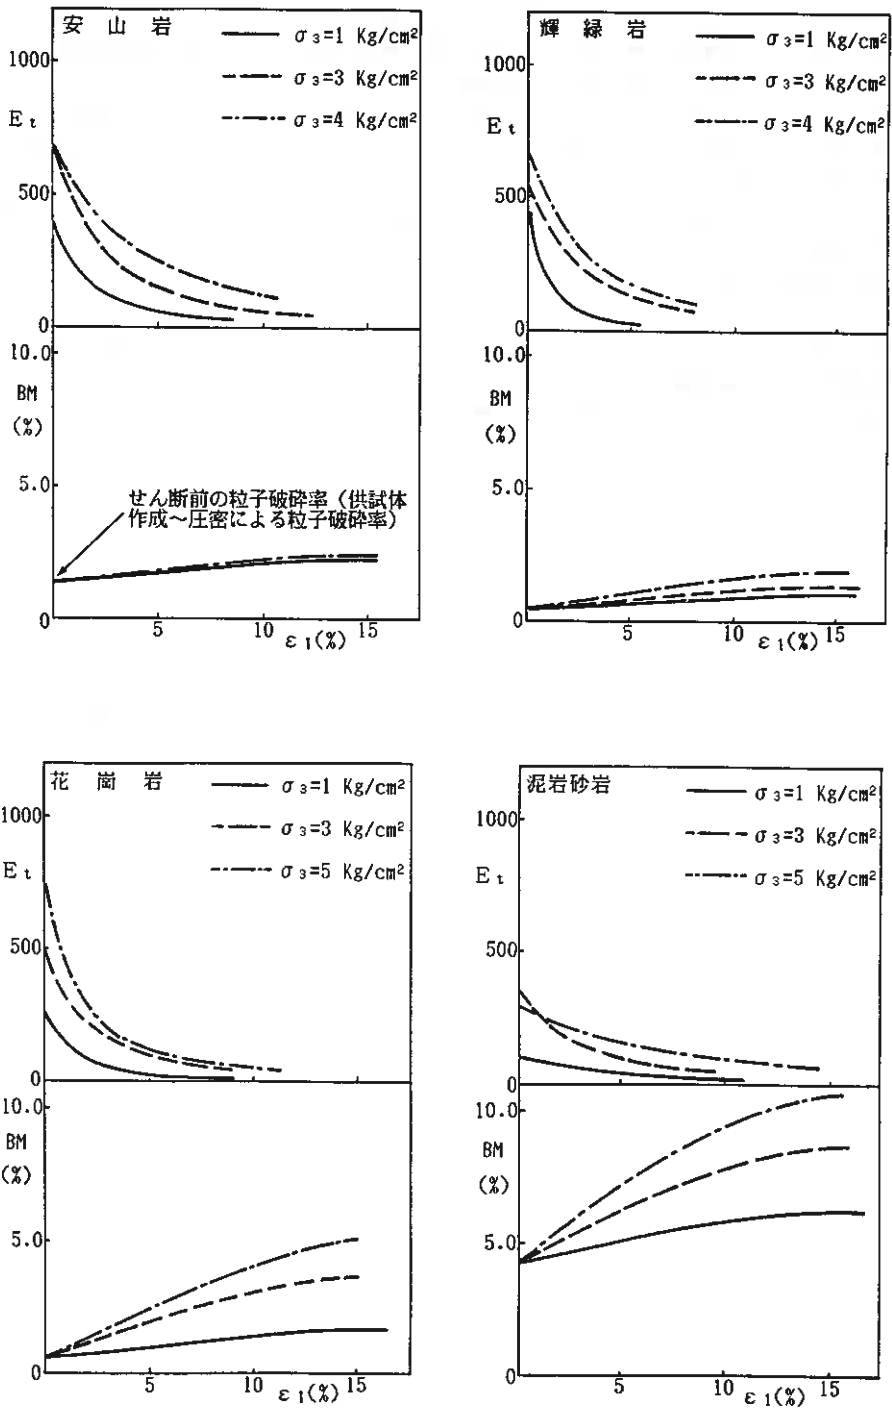 安山岩
σ₃=1 Kg/cm²
σ₃=3 Kg/cm²
σ₃=4 Kg/cm²
1000
Eₜ
500
0
10.0
BM
(%)
5.0
せん断前の粒子破砕率(供試体
作成~圧密による粒子破砕率)
0
5
10
ε₁(%)
15
輝緑岩
σ₃=1 Kg/cm²
σ₃=3 Kg/cm²
σ₃=4 Kg/cm²
1000
Eₜ
500
0
10.0
BM
(%)
5.0
0
5
10
ε₁(%)
15
花崗岩
σ₃=1 Kg/cm²
σ₃=3 Kg/cm²
σ₃=5 Kg/cm²
1000
Eₜ
500
0
10.0
BM
(%)
5.0
0
5
10
ε₁(%)
15
泥岩砂岩
σ₃=1 Kg/cm²
σ₃=3 Kg/cm²
σ₃=5 Kg/cm²
1000
Eₜ
500
0
10.0
BM
(%)
5.0
0
5
10
ε₁(%)
15